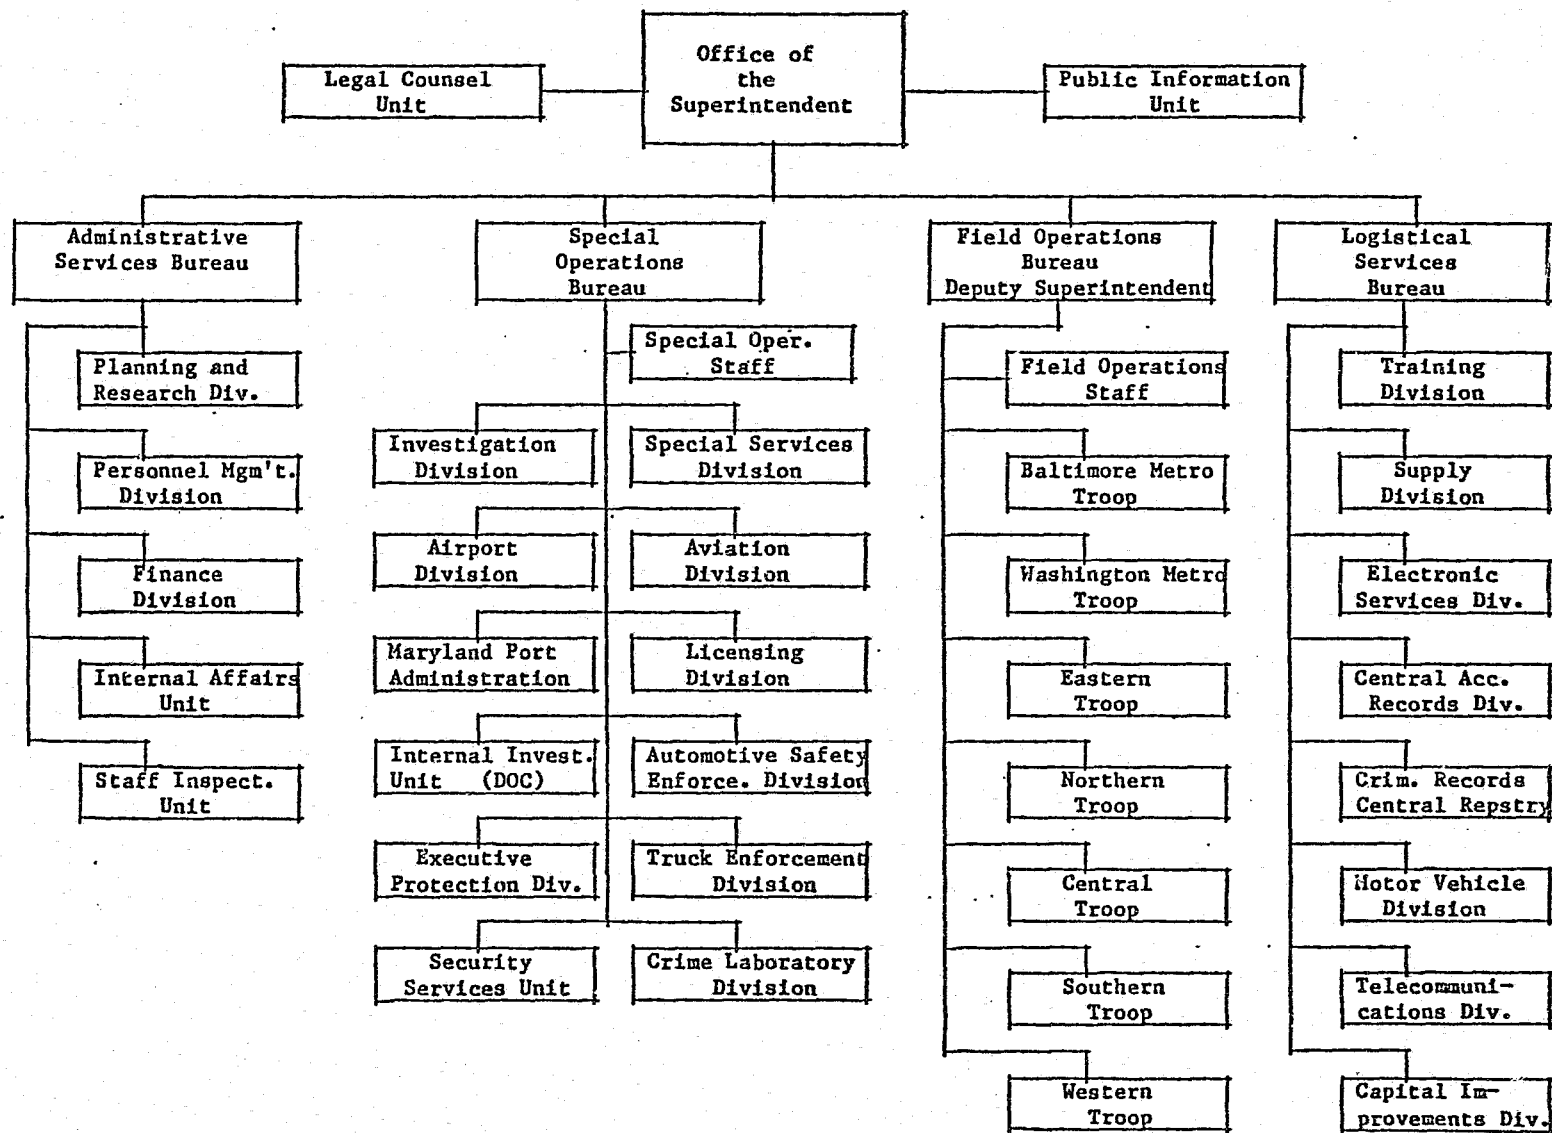 Office of
the
Superintendent
Legal Counsel
Unit
Public Information
Unit
Administrative
Services Bureau
Planning and
Research Div.
Personnel Mgm't.
Division
Finance
Division
Internal Affairs
Unit
Staff Inspect.
Unit
Special
Operations
Bureau
Special Oper.
Staff
Investigation
Division
Special Services
Division
Airport
Division
Aviation
Division
Maryland Port
Administration
Licensing
Division
Internal Invest.
Unit (DOC)
Automotive Safety
Enforce. Division
Executive
Protection Div.
Truck Enforcement
Division
Security
Services Unit
Crime Laboratory
Division
Field Operations
Bureau
Deputy Superintendent
Field Operations
Staff
Baltimore Metro
Troop
Washington Metro
Troop
Eastern
Troop
Northern
Troop
Central
Troop
Southern
Troop
Western
Troop
Logistical
Services
Bureau
Training
Division
Supply
Division
Electronic
Services Div.
Central Acc.
Records Div.
Crim. Records
Central Repstry
Motor Vehicle
Division
Telecommuni-
cations Div.
Capital Im-
provements Div.